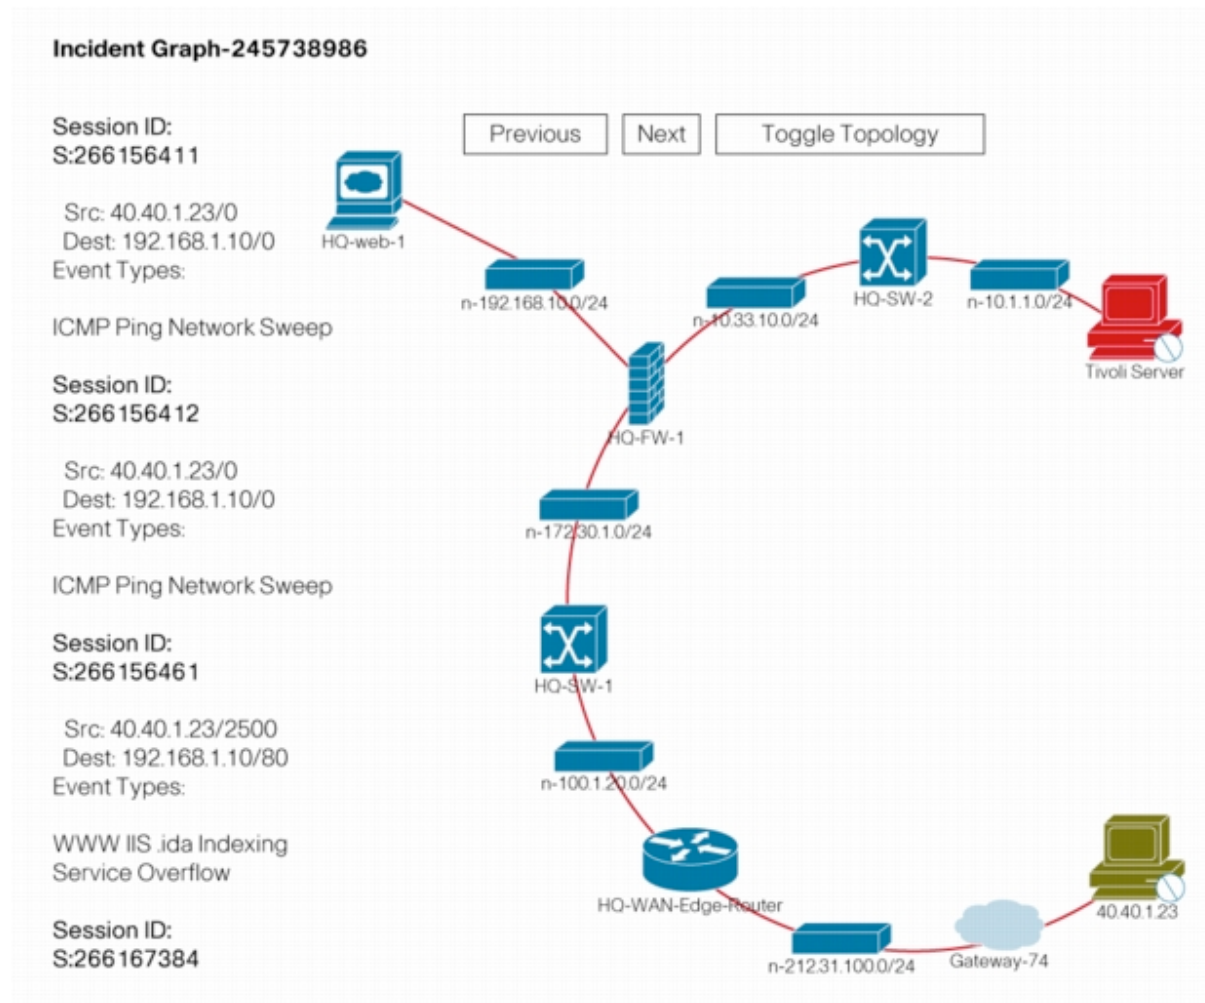 Incident Graph-245738986
Session ID:
S:266156411
Src: 40.40.1.23/0
Dest: 192.168.1.10/0
Event Types:
ICMP Ping Network Sweep
Session ID:
S:266156412
Src: 40.40.1.23/0
Dest: 192.168.1.10/0
Event Types:
ICMP Ping Network Sweep
Session ID:
S:266156461
Src: 40.40.1.23/2500
Dest: 192.168.1.10/80
Event Types:
WWW IIS .ida Indexing
Service Overflow
Session ID:
S:266167384
Previous
Next
Toggle Topology
HQ-web-1
n-192.168.10.0/24
n-10.33.10.0/24
HQ-SW-2
n-10.1.1.0/24
Tivoli Server
HQ-FW-1
n-172.30.1.0/24
HQ-SW-1
n-100.1.20.0/24
HQ-WAN-Edge-Router
n-212.31.100.0/24
Gateway-74
40.40.1.23